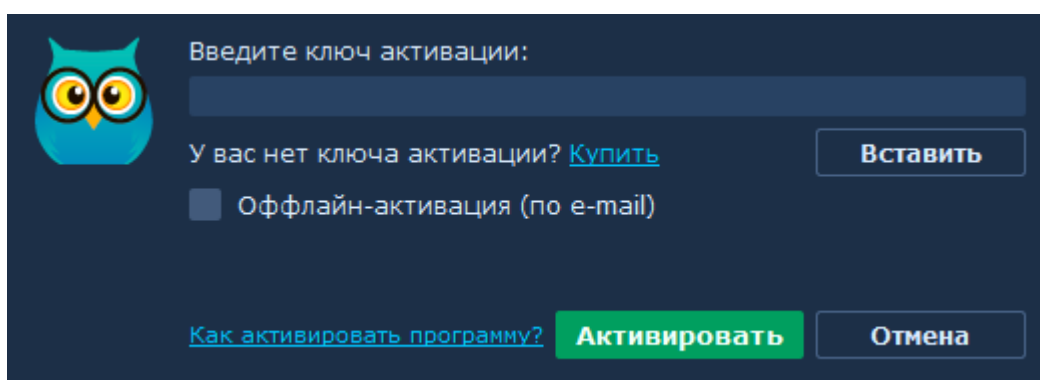 Введите ключ активации:
У вас нет ключа активации? Купить
Вставить
Оффлайн-активация (по e-mail)
Как активировать программу?
Активировать
Отмена